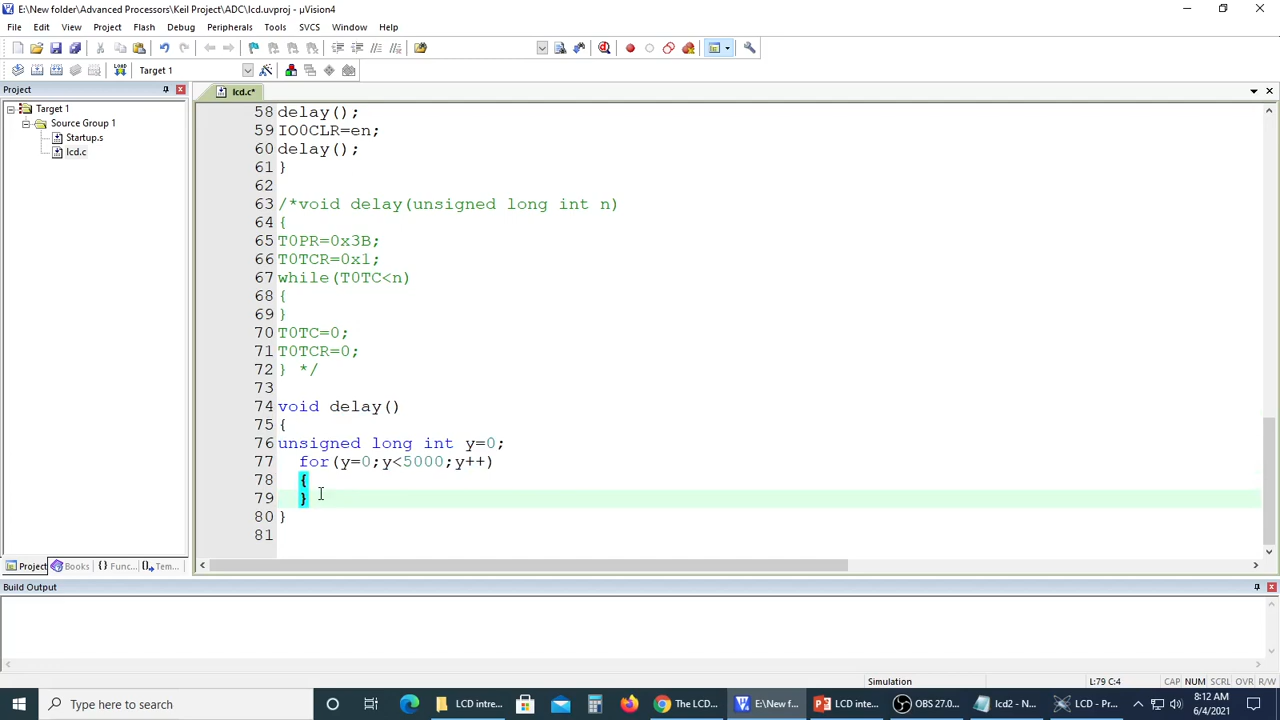 E:\New folder\Advanced Processors\Keil Project\ADC\lcd.uvproj - µVision4
File Edit View Project Flash Debug Peripherals Tools SVCS Window Help
Target 1
Project
lcd.c*
Target 1
Source Group 1
Startup.s
lcd.c
58 delay();
59 IO0CLR=en;
60 delay();
61 }
62
63 /*void delay(unsigned long int n)
64 {
65 T0PR=0x3B;
66 T0TCR=0x1;
67 while(T0TC<n)
68 {
69 }
70 T0TC=0;
71 T0TCR=0;
72 } */
73
74 void delay()
75 {
76 unsigned long int y=0;
77 for(y=0;y<5000;y++)
78 {
79 }
80 }
81
Project Books {} Func... Tem...
Build Output
Simulation L:79 C:4 CAP NUM SCRL OVR R/W
Type here to search
LCD intre...
The LCD...
E:\New f...
LCD inte...
OBS 27.0...
lcd2 - N...
LCD - Pr...
8:12 AM
6/4/2021